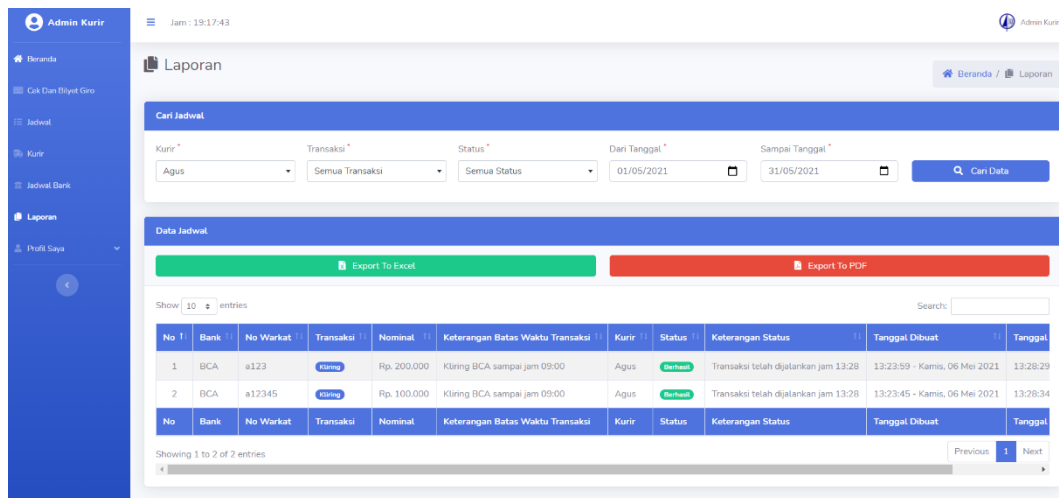 Admin Kurir
Jam : 19:17:43
Admin Kurir
Beranda
Cek Dan Bilyet Giro
Jadwal
Kurir
Jadwal Bank
Laporan
Profil Saya
Laporan
Beranda / Laporan
Cari Jadwal
Kurir * Transaksi * Status * Dari Tanggal * Sampai Tanggal *
Agus Semua Transaksi Semua Status 01/05/2021 31/05/2021 Cari Data
Data Jadwal
Export To Excel Export To PDF
Show 10 entries Search:
No Bank No Warkat Transaksi Nominal Keterangan Batas Waktu Transaksi Kurir Status Keterangan Status Tanggal Dibuat Tanggal
1 BCA a123 Kliring Rp. 200.000 Kliring BCA sampai jam 09:00 Agus Berhasil Transaksi telah dijalankan jam 13:28 13:23:59 - Kamis, 06 Mei 2021 13:28:29
2 BCA a12345 Kliring Rp. 100.000 Kliring BCA sampai jam 09:00 Agus Berhasil Transaksi telah dijalankan jam 13:28 13:23:45 - Kamis, 06 Mei 2021 13:28:34
No Bank No Warkat Transaksi Nominal Keterangan Batas Waktu Transaksi Kurir Status Keterangan Status Tanggal Dibuat Tanggal
Showing 1 to 2 of 2 entries Previous 1 Next